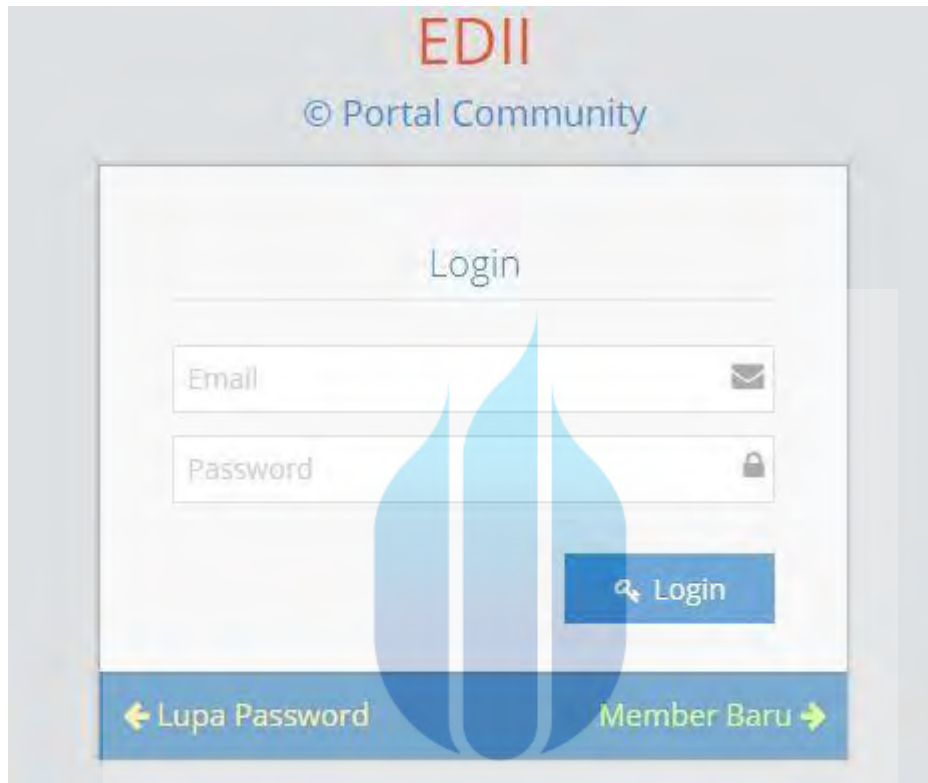 EDII
© Portal Community
Login
Email
Password
Login
Lupa Password
Member Baru